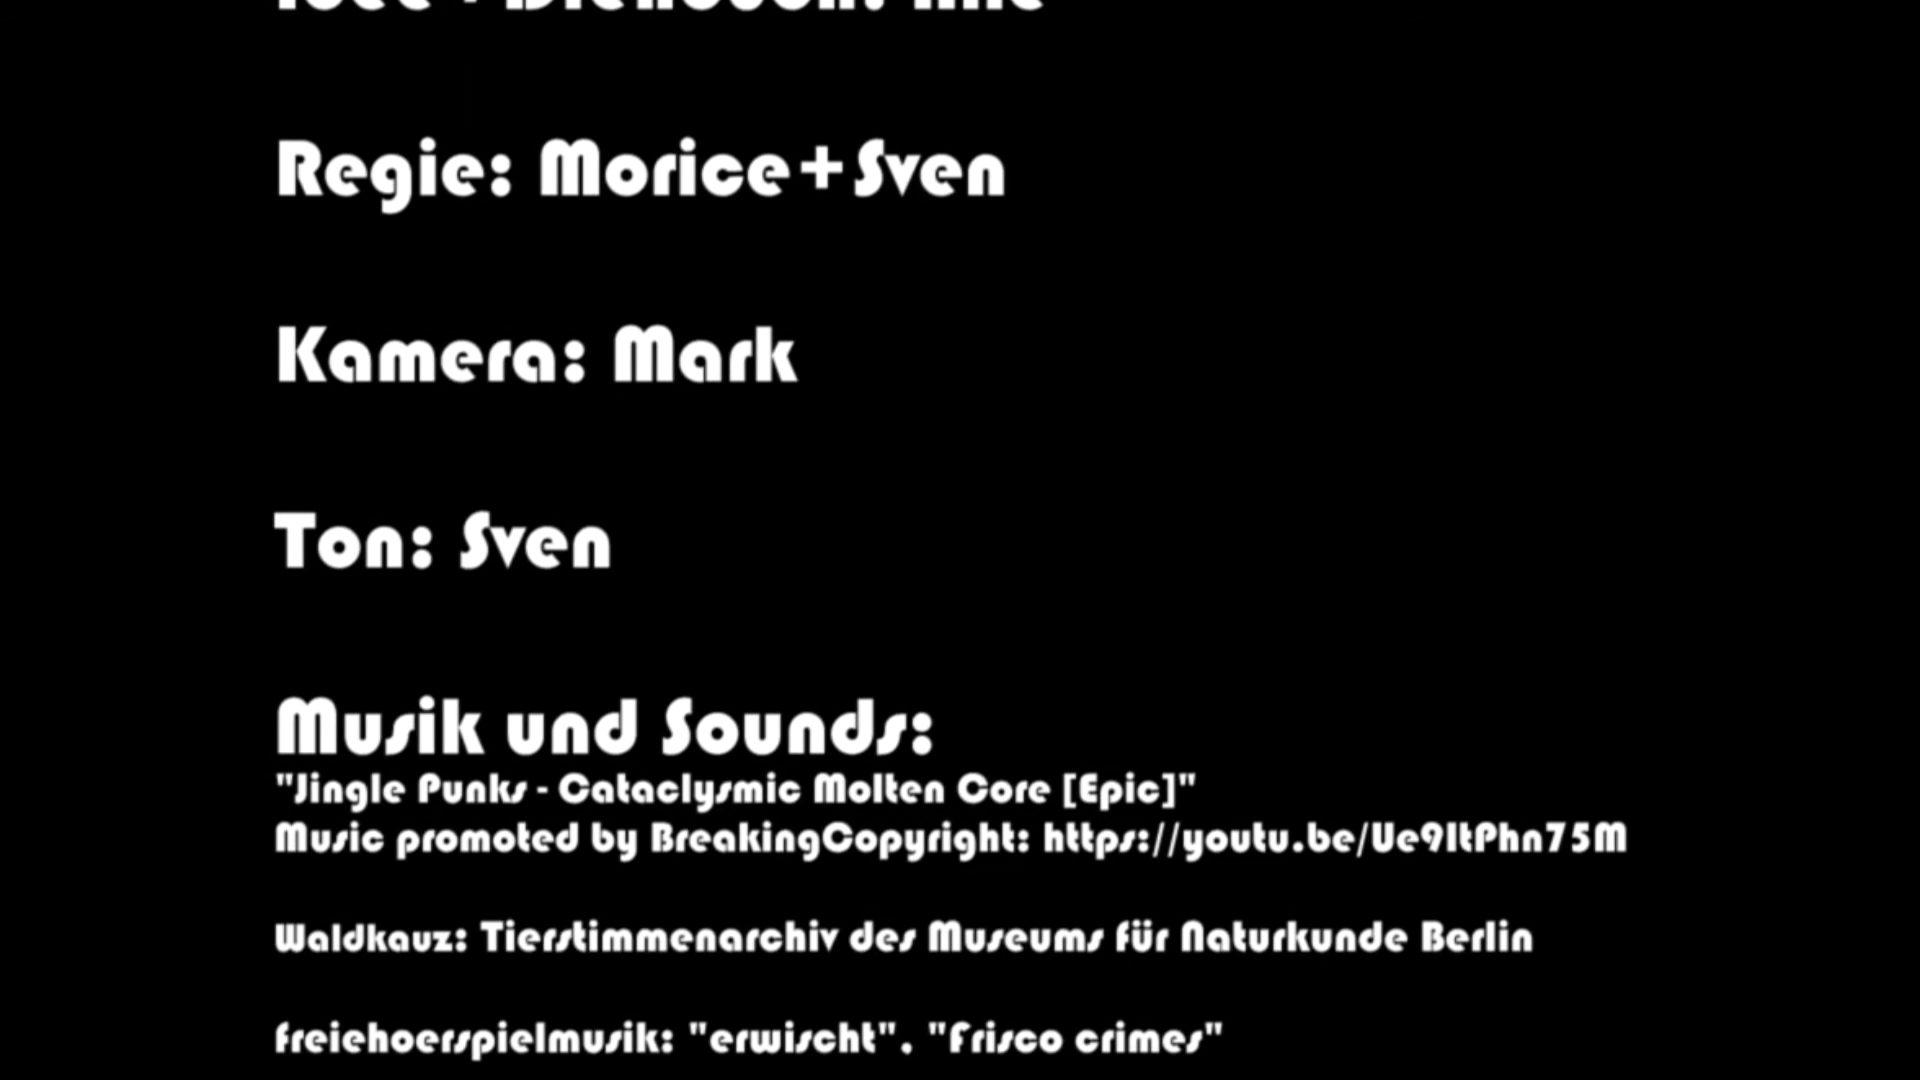 Regie: Morice+Sven
Kamera: Mark
Ton: Sven
Musik und Sounds:
"Jingle Punks - Cataclysmic Molten Core [Epic]"
Music promoted by BreakingCopyright: https://youtu.be/Ue9ItPhn75M
Waldkauz: Tierstimmenarchiv des Museums für Naturkunde Berlin
freiehoerspielmusik: "erwischt", "Frisco crimes"